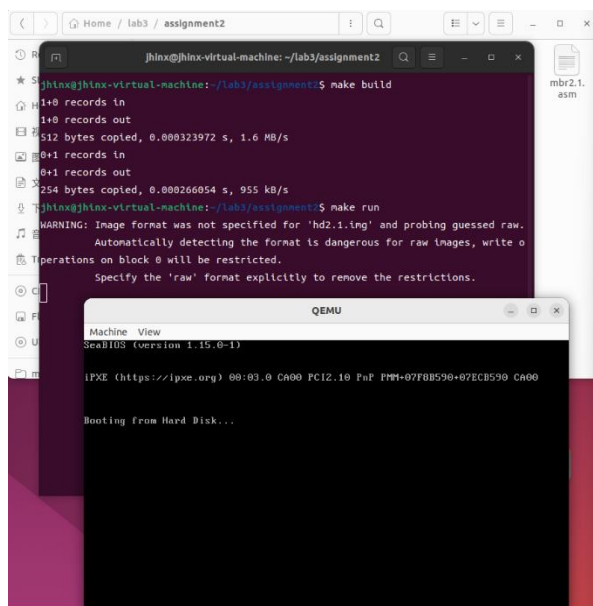 Home / lab3 / assignment2
jhinx@jhinx-virtual-machine: ~/lab3/assignment2
mbr2.1.
asm
jhinx@jhinx-virtual-machine:~/lab3/assignment2$ make build
1+0 records in
1+0 records out
512 bytes copied, 0.000323972 s, 1.6 MB/s
0+1 records in
0+1 records out
254 bytes copied, 0.000266054 s, 955 kB/s
jhinx@jhinx-virtual-machine:~/lab3/assignment2$ make run
WARNING: Image format was not specified for 'hd2.1.img' and probing guessed raw.
Automatically detecting the format is dangerous for raw images, write o
perations on block 0 will be restricted.
Specify the 'raw' format explicitly to remove the restrictions.
QEMU
Machine View
SeaBIOS (version 1.15.0-1)
iPXE (https://ipxe.org) 00:03.0 CA00 PCI2.10 PnP PMM+07F8B590+07ECB590 CA00
Booting from Hard Disk...